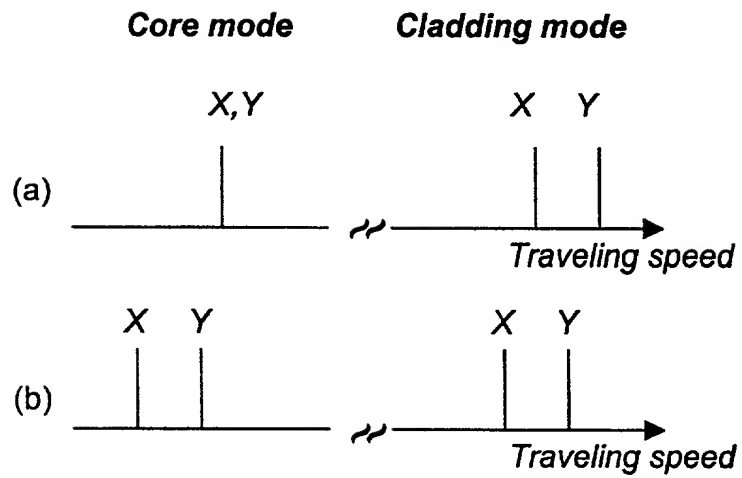 Core mode Cladding mode
X,Y X Y
(a)
Traveling speed
X Y X Y
(b)
Traveling speed